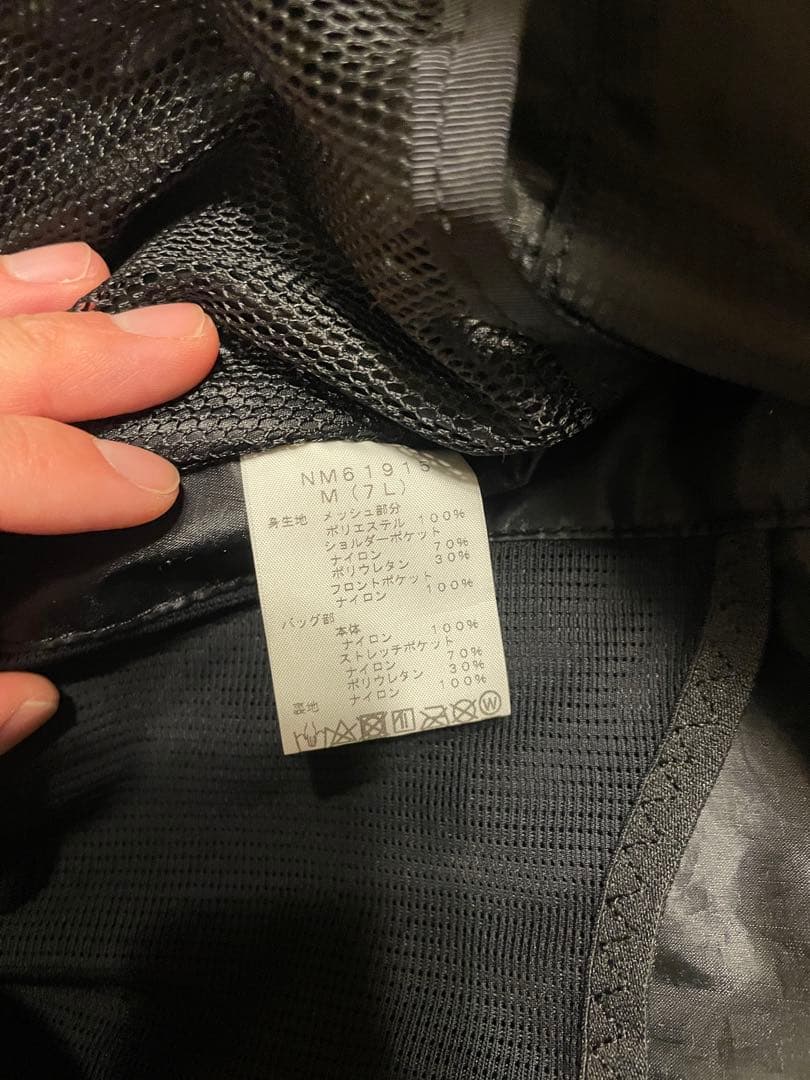 NM61915
M(7L)
身生地 メッシュ部分
ポリエステル 100%
ショルダーポケット
ナイロン 70%
ポリウレタン 30%
フロントポケット
ナイロン 100%
バッグ部
本体
ナイロン 100%
ストレッチポケット
ナイロン 70%
ポリウレタン 30%
裏地 ナイロン 100%
W